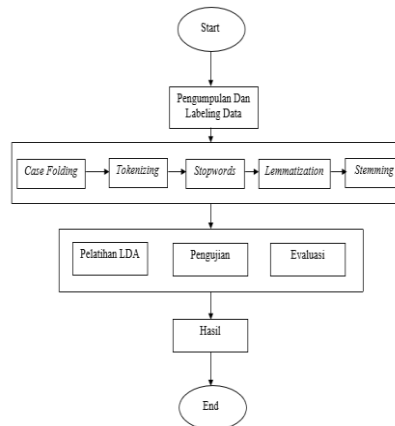 Start
Pengumpulan Dan
Labeling Data
Case Folding
Tokenizing
Stopwords
Lemmatization
Stemming
Pelatihan LDA
Pengujian
Evaluasi
Hasil
End